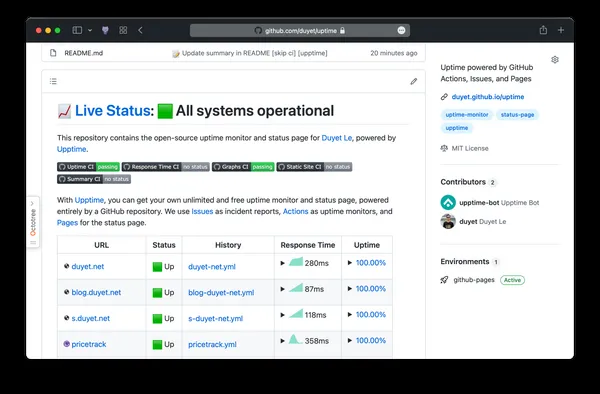 github.com/duyet/uptime
README.md
Update summary in README [skip ci] [upptime]
20 minutes ago
Live Status: All systems operational
This repository contains the open-source uptime monitor and status page for Duyet Le, powered by
Upptime.
Uptime CI passing Response Time CI no status Graphs CI passing Static Site CI no status
Summary CI no status
With Upptime, you can get your own unlimited and free uptime monitor and status page, powered
entirely by a GitHub repository. We use Issues as incident reports, Actions as uptime monitors, and
Pages for the status page.
URL Status History Response Time Uptime
duyet.net Up duyet-net.yml 280ms 100.00%
blog.duyet.net Up blog-duyet-net.yml 87ms 100.00%
s.duyet.net Up s-duyet-net.yml 118ms 100.00%
pricetrack Up pricetrack.yml 358ms 100.00%
Octotree
Uptime powered by GitHub
Actions, Issues, and Pages
duyet.github.io/uptime
uptime-monitor status-page
upptime
MIT License
Contributors 2
upptime-bot Upptime Bot
duyet Duyet Le
Environments 1
github-pages Active